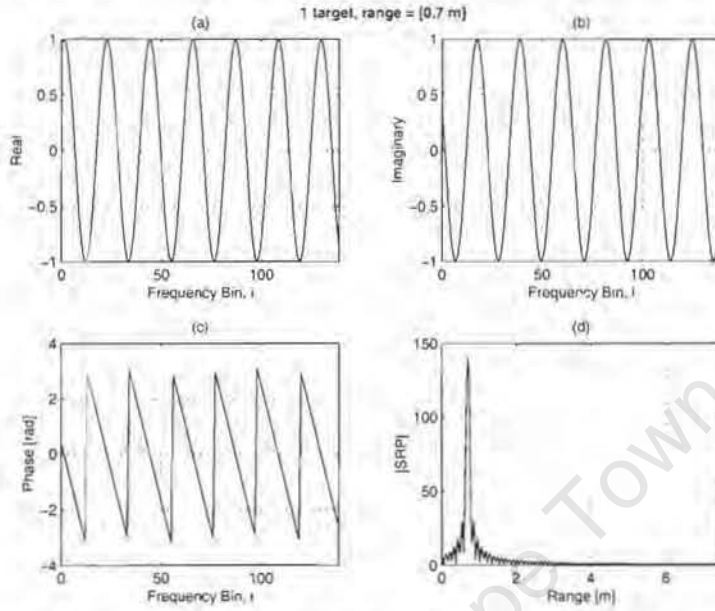 1 target, range = {0.7 m}
(a)
1
0.5
0
−0.5
−1
Real
0
50
100
Frequency Bin, i
(b)
1
0.5
0
−0.5
−1
Imaginary
0
50
100
Frequency Bin, i
(c)
4
2
0
−2
−4
Phase [rad]
0
50
100
Frequency Bin, i
(d)
150
100
50
0
|SRP|
0
2
4
6
Range [m]
pe Town